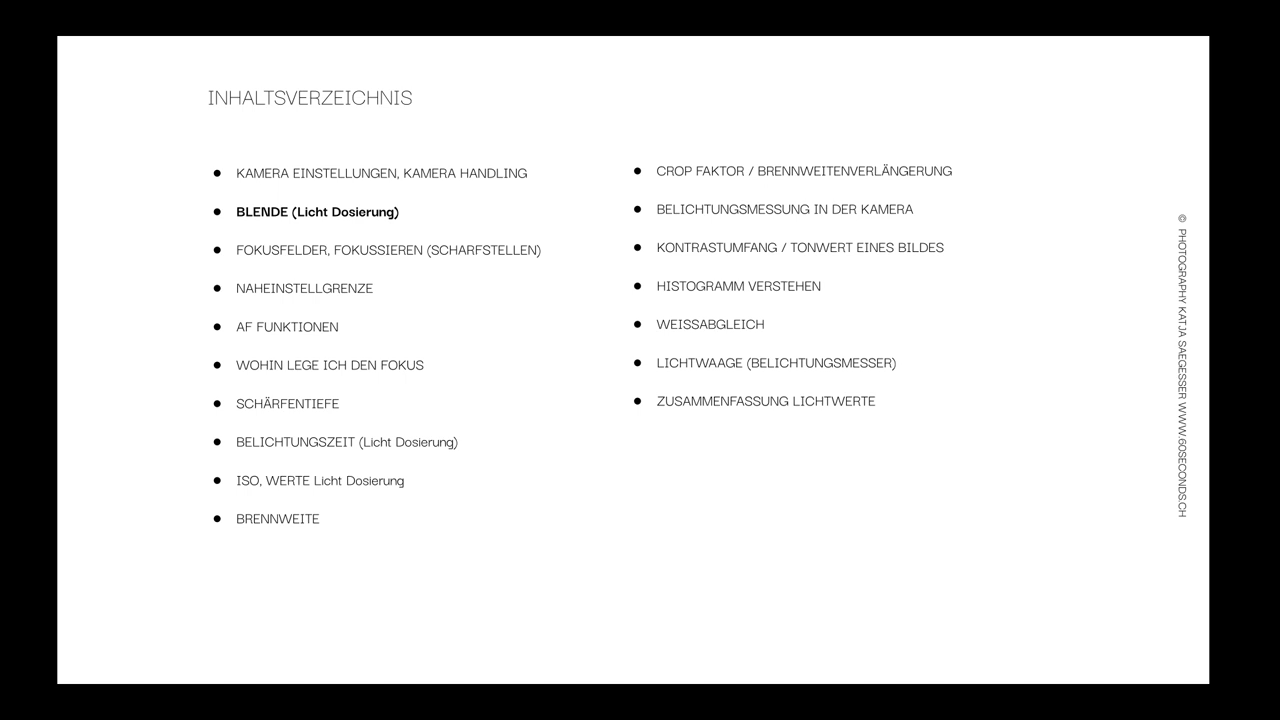 INHALTSVERZEICHNIS
● KAMERA EINSTELLUNGEN, KAMERA HANDLING
● BLENDE (Licht Dosierung)
● FOKUSFELDER, FOKUSSIEREN (SCHARFSTELLEN)
● NAHEINSTELLGRENZE
● AF FUNKTIONEN
● WOHIN LEGE ICH DEN FOKUS
● SCHÄRFENTIEFE
● BELICHTUNGSZEIT (Licht Dosierung)
● ISO, WERTE Licht Dosierung
● BRENNWEITE
● CROP FAKTOR / BRENNWEITENVERLÄNGERUNG
● BELICHTUNGSMESSUNG IN DER KAMERA
● KONTRASTUMFANG / TONWERT EINES BILDES
● HISTOGRAMM VERSTEHEN
● WEISSABGLEICH
● LICHTWAAGE (BELICHTUNGSMESSER)
● ZUSAMMENFASSUNG LICHTWERTE
© PHOTOGRAPHY KATJA SAEGESSER WWW.60SECONDS.CH